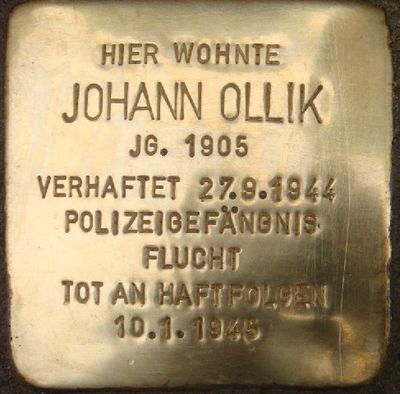 HIER WOHNTE
JOHANN OLLIK
JG. 1905
VERHAFTET 27.9.1944
POLIZEIGEFÄNGNIS
FLUCHT
TOT AN HAFTFOLGEN
10.1.1945